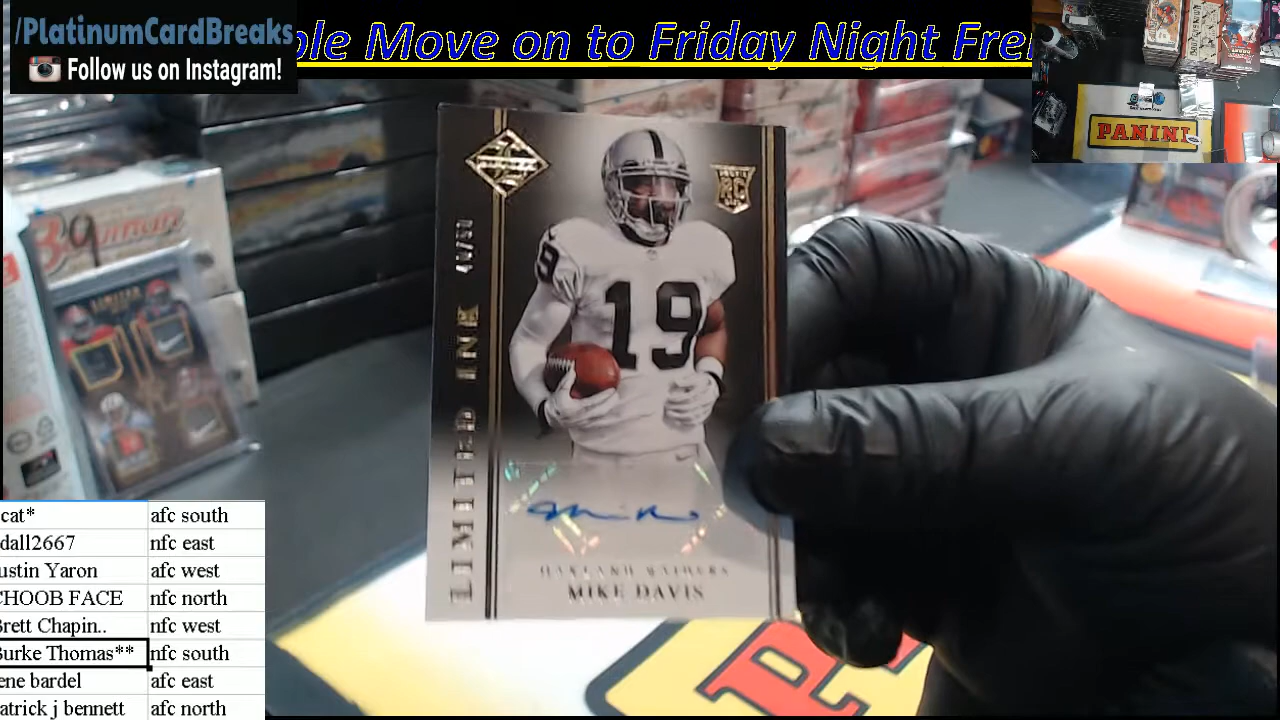 /PlatinumCardBreaks
Follow us on Instagram!
ble Move on to Friday Night Fre
PANINI
LIMITED
RC
LIMITED INK
19
9
OAKLAND RAIDERS
MIKE DAVIS
cat* afc south
dall2667 nfc east
ustin Yaron afc west
CHOOB FACE nfc north
Brett Chapin.. nfc west
Burke Thomas** nfc south
ene bardel afc east
atrick j bennett afc north